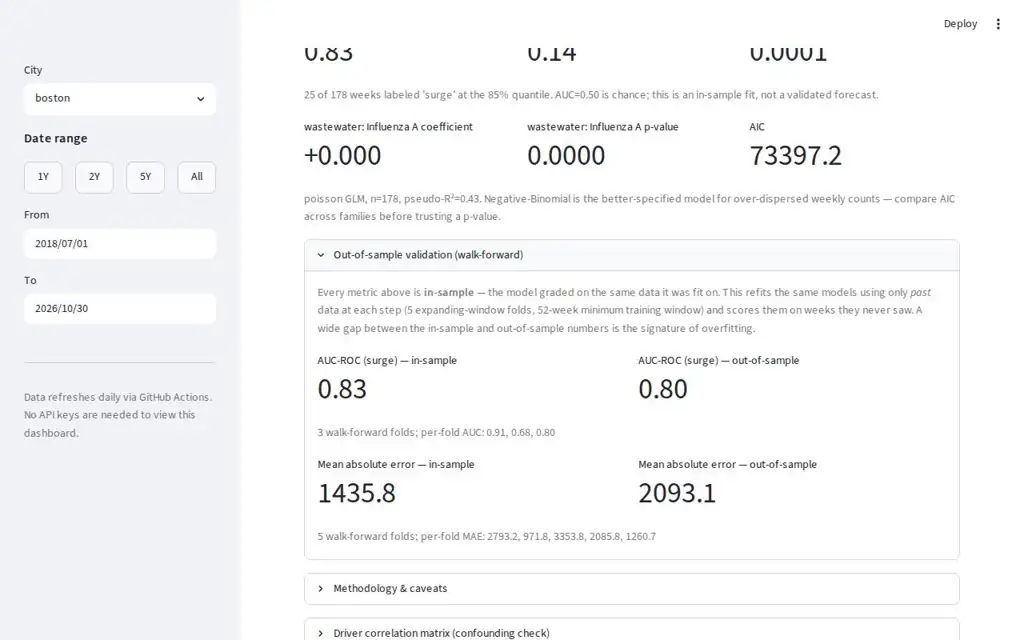 Deploy
City
boston
Date range
1Y
2Y
5Y
All
From
2018/07/01
To
2026/10/30
Data refreshes daily via GitHub Actions.
No API keys are needed to view this
dashboard.
0.83
0.14
0.0001
25 of 178 weeks labeled 'surge' at the 85% quantile. AUC=0.50 is chance; this is an in-sample fit, not a validated forecast.
wastewater: Influenza A coefficient
+0.000
wastewater: Influenza A p-value
0.0000
AIC
73397.2
poisson GLM, n=178, pseudo-R²=0.43. Negative-Binomial is the better-specified model for over-dispersed weekly counts — compare AIC
across families before trusting a p-value.
Out-of-sample validation (walk-forward)
Every metric above is in-sample — the model graded on the same data it was fit on. This refits the same models using only past
data at each step (5 expanding-window folds, 52-week minimum training window) and scores them on weeks they never saw. A
wide gap between the in-sample and out-of-sample numbers is the signature of overfitting.
AUC-ROC (surge) — in-sample
0.83
AUC-ROC (surge) — out-of-sample
0.80
3 walk-forward folds; per-fold AUC: 0.91, 0.68, 0.80
Mean absolute error — in-sample
1435.8
Mean absolute error — out-of-sample
2093.1
5 walk-forward folds; per-fold MAE: 2793.2, 971.8, 3353.8, 2085.8, 1260.7
Methodology & caveats
Driver correlation matrix (confounding check)